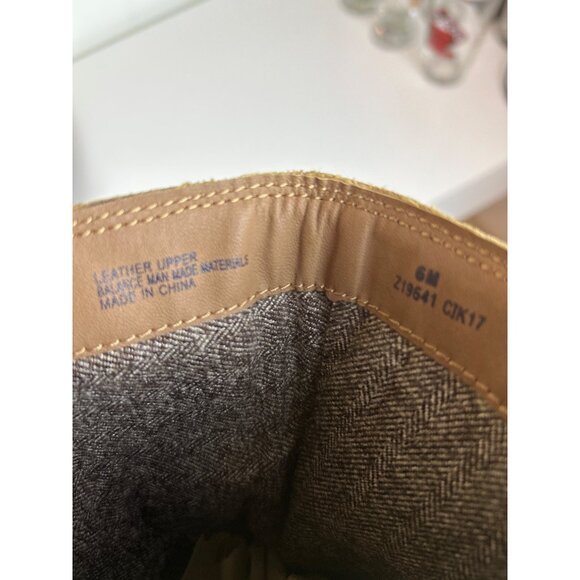 LEATHER UPPER
BALANCE MAN MADE MATERIALS
MADE IN CHINA
6M
Z19641 CIK17